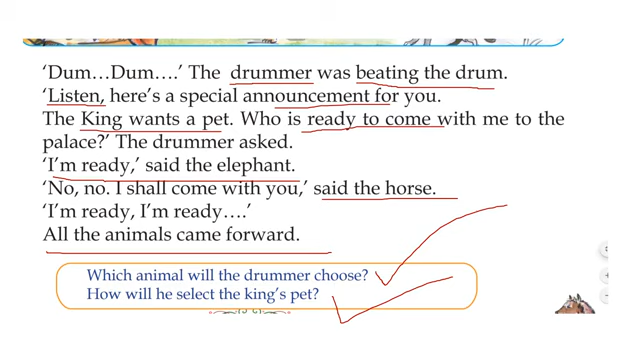 ‘Dum…Dum….’ The drummer was beating the drum.
‘Listen, here’s a special announcement for you.
The King wants a pet. Who is ready to come with me to the
palace?’ The drummer asked.
‘I’m ready,’ said the elephant.
‘No, no. I shall come with you,’ said the horse.
‘I’m ready, I’m ready….’
All the animals came forward.
Which animal will the drummer choose?
How will he select the king’s pet?